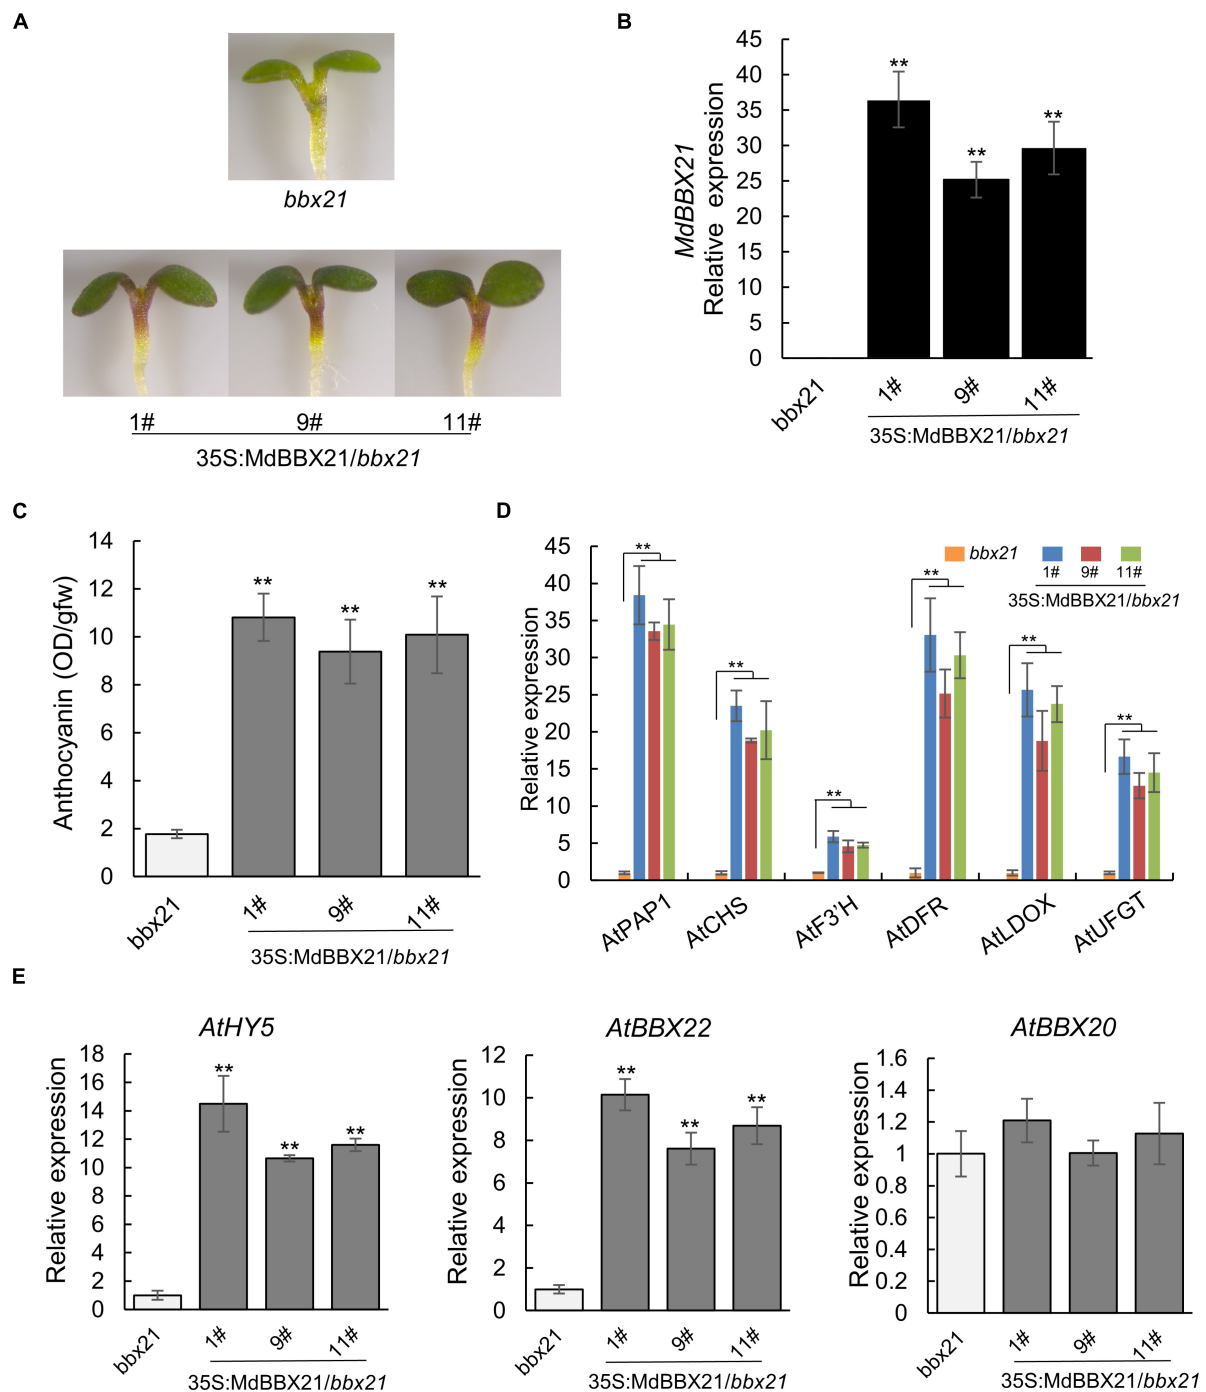 A
bbx21
1# 9# 11#
35S:MdBBX21/bbx21
B
MdBBX21
Relative expression
45
40
35
30
25
20
15
10
5
0
** ** **
bbx21 1# 9# 11#
35S:MdBBX21/bbx21
C
Anthocyanin (OD/gfw)
14
12
10
8
6
4
2
0
** ** **
bbx21 1# 9# 11#
35S:MdBBX21/bbx21
D
Relative expression
45
40
35
30
25
20
15
10
5
0
bbx21
1# 9# 11#
35S:MdBBX21/bbx21
** ** ** ** ** **
AtPAP1 AtCHS AtF3’H AtDFR AtLDOX AtUFGT
E
AtHY5
Relative expression
18
16
14
12
10
8
6
4
2
0
** ** **
bbx21 1# 9# 11#
35S:MdBBX21/bbx21
AtBBX22
Relative expression
12
10
8
6
4
2
0
** ** **
bbx21 1# 9# 11#
35S:MdBBX21/bbx21
AtBBX20
Relative expression
1.6
1.4
1.2
1
0.8
0.6
0.4
0.2
0
bbx21 1# 9# 11#
35S:MdBBX21/bbx21